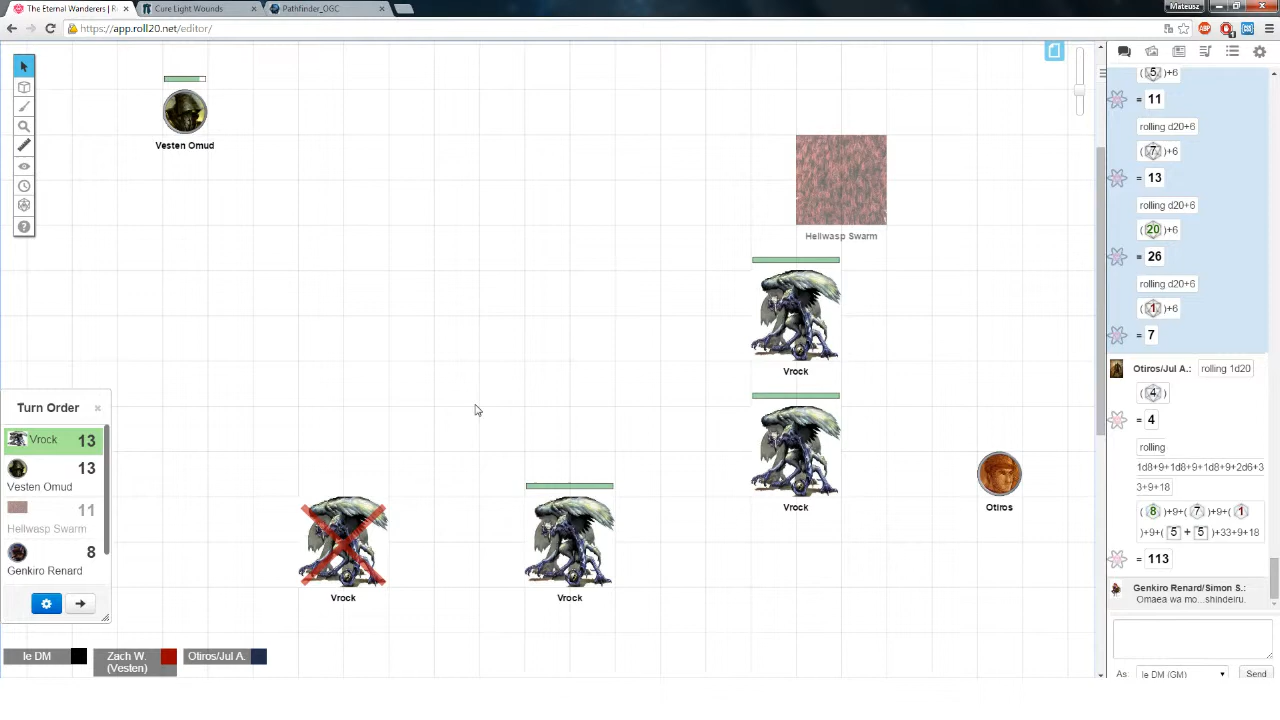 The Eternal Wanderers | R
Cure Light Wounds
Pathfinder_OGC
Mateusz
https://app.roll20.net/editor/
Vesten Omud
Hellwasp Swarm
Vrock
Vrock
Otiros
Vrock
Vrock
Turn Order
Vrock 13
13
Vesten Omud
11
Hellwasp Swarm
8
Genkiro Renard
le DM
Zach W.
(Vesten)
Otiros/Jul A.
(5)+6
= 11
rolling d20+6
(7)+6
= 13
rolling d20+6
(20)+6
= 26
rolling d20+6
(1)+6
= 7
Otiros/Jul A.: rolling 1d20
(4)
= 4
rolling
1d8+9+1d8+9+1d8+9+2d6+3
3+9+18
(8)+9+(7)+9+(1
)+9+(5+5)+33+9+18
= 113
Genkiro Renard/Simon S.:
Omaea wa mo...shindeiru.
As: le DM (GM)
Send